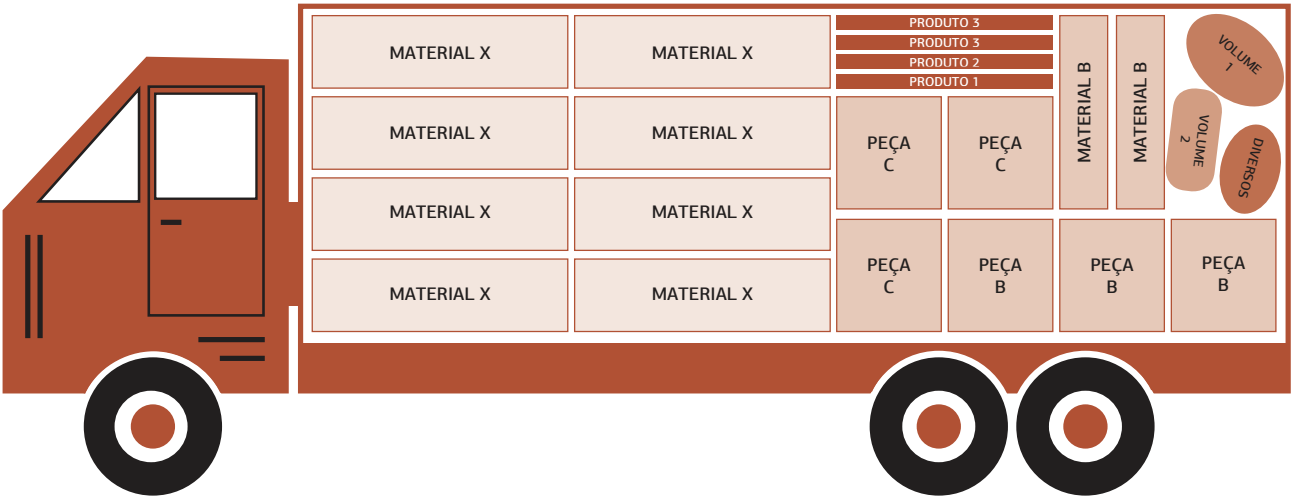 MATERIAL X
MATERIAL X
MATERIAL X
MATERIAL X
MATERIAL X
MATERIAL X
MATERIAL X
MATERIAL X
PRODUTO 3
PRODUTO 3
PRODUTO 2
PRODUTO 1
MATERIAL B
MATERIAL B
VOLUME
1
VOLUME
2
DIVERSOS
PEÇA
C
PEÇA
C
PEÇA
C
PEÇA
B
PEÇA
B
PEÇA
B